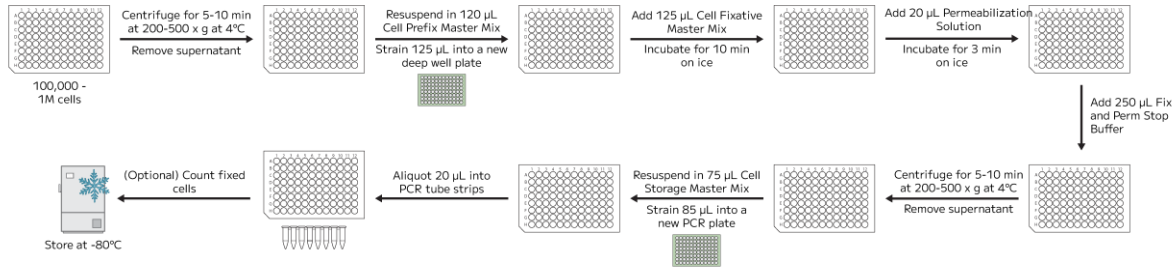 100,000 -
1M cells
Centrifuge for 5-10 min
at 200-500 x g at 4°C
Remove supernatant
Resuspend in 120 µL
Cell Prefix Master Mix
Strain 125 µL into a new
deep well plate
Add 125 µL Cell Fixative
Master Mix
Incubate for 10 min
on ice
Add 20 µL Permeabilization
Solution
Incubate for 3 min
on ice
Add 250 µL Fix
and Perm Stop
Buffer
Centrifuge for 5-10 min
at 200-500 x g at 4°C
Remove supernatant
Resuspend in 75 µL Cell
Storage Master Mix
Strain 85 µL into a
new PCR plate
Aliquot 20 µL into
PCR tube strips
(Optional) Count fixed
cells
Store at -80°C